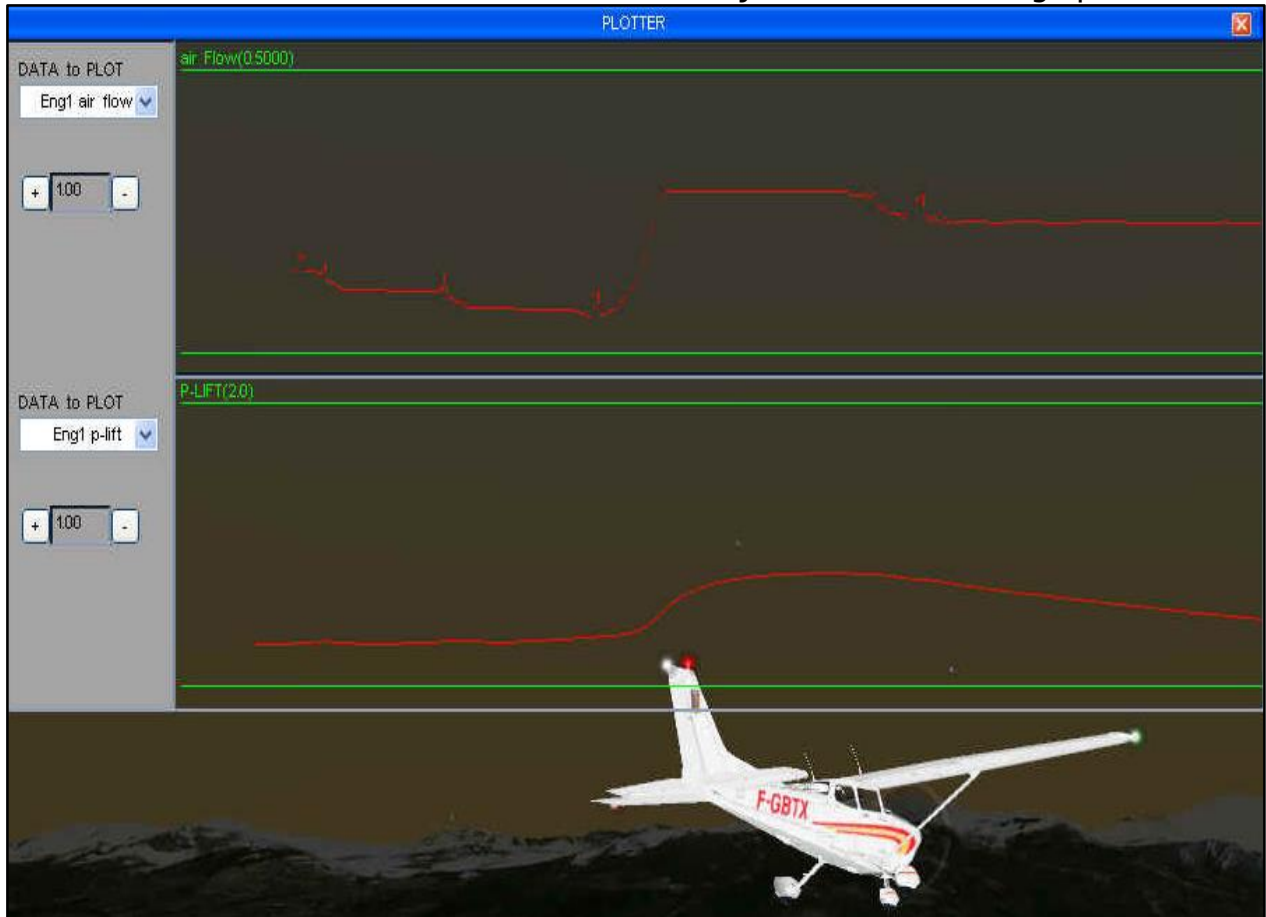 PLOTTER
DATA to PLOT
Eng1 air flow
+ 1.00 -
air Flow(0.5000)
DATA to PLOT
Eng1 p-lift
+ 1.00 -
P-LIFT(2.0)
F-GBTX